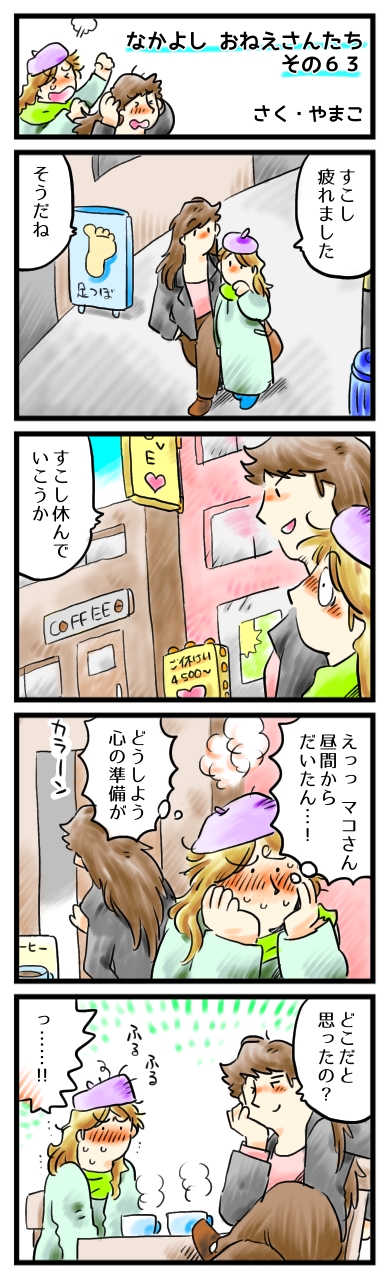 なかよし おねえさんたち
その６３
さく・やまこ
すこし
疲れました
そうだね
足つぼ
VE
すこし休んで
いこうか
COFFEE
ご休けい
4500〜
えっっ マコさん
昼間から
だいたん…!
どうしよう
心の準備が
カラーン
ーヒー
どこだと
思ったの?
ふる
ふる
っ……!!